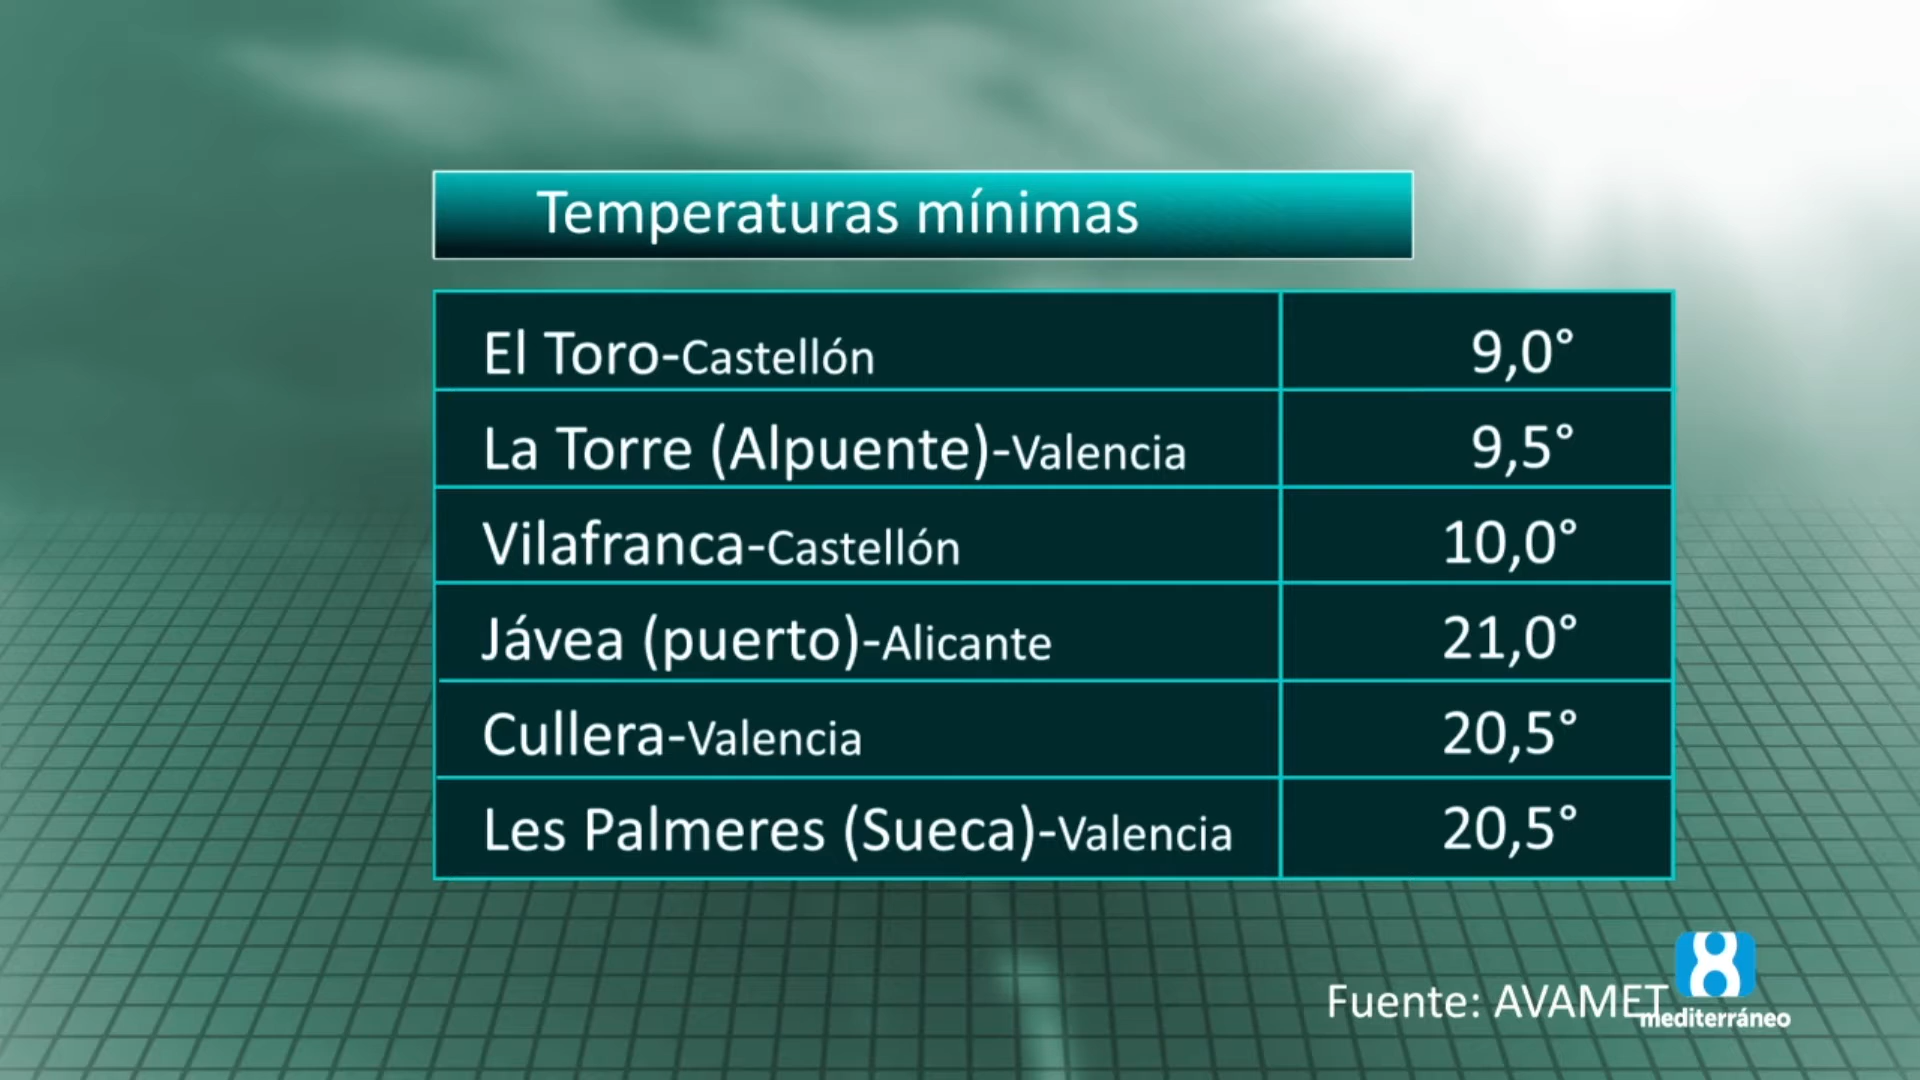 Temperaturas mínimas
El Toro-Castellón 9,0°
La Torre (Alpuente)-Valencia 9,5°
Vilafranca-Castellón 10,0°
Jávea (puerto)-Alicante 21,0°
Cullera-Valencia 20,5°
Les Palmeres (Sueca)-Valencia 20,5°
8
Fuente: AVAMET
mediterráneo